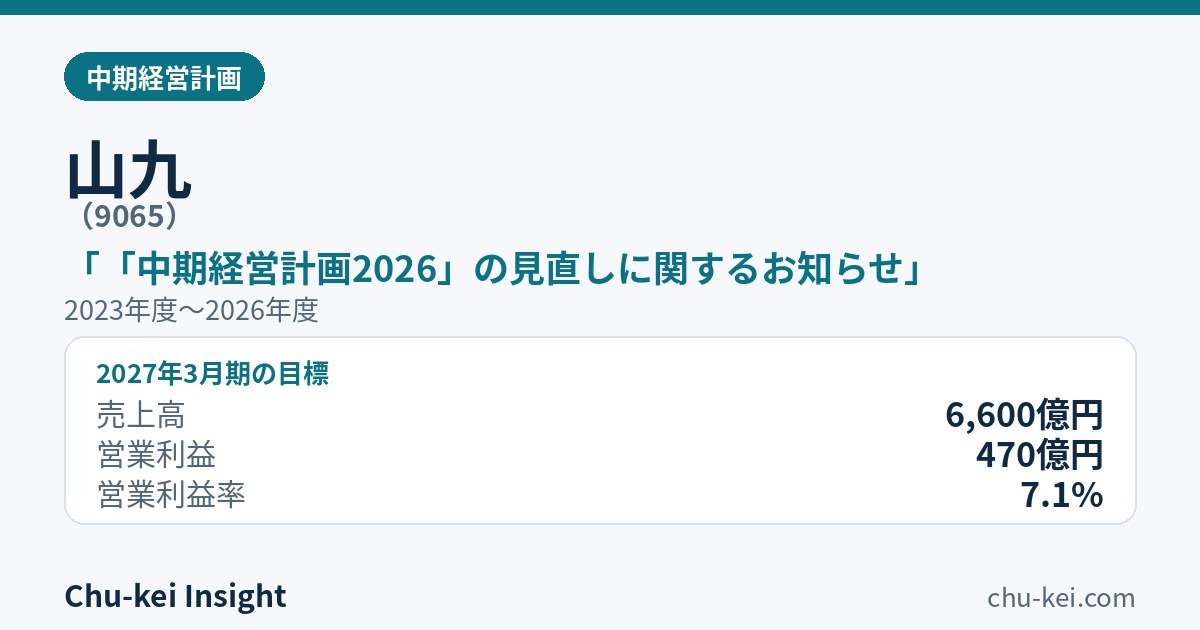 中期経営計画
山九
（9065）
「「中期経営計画2026」の見直しに関するお知らせ」
2023年度～2026年度
2027年3月期の目標
売上高 6,600億円
営業利益 470億円
営業利益率 7.1%
Chu-kei Insight chu-kei.com